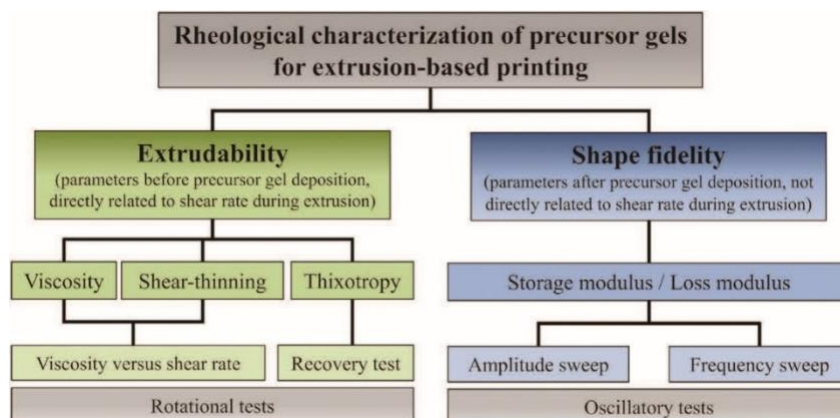 Rheological characterization of precursor gels
for extrusion-based printing
Extrudability
(parameters before precursor gel deposition,
directly related to shear rate during extrusion)
Shape fidelity
(parameters after precursor gel deposition, not
directly related to shear rate during extrusion)
Viscosity
Shear-thinning
Thixotropy
Storage modulus / Loss modulus
Viscosity versus shear rate
Recovery test
Amplitude sweep
Frequency sweep
Rotational tests
Oscillatory tests